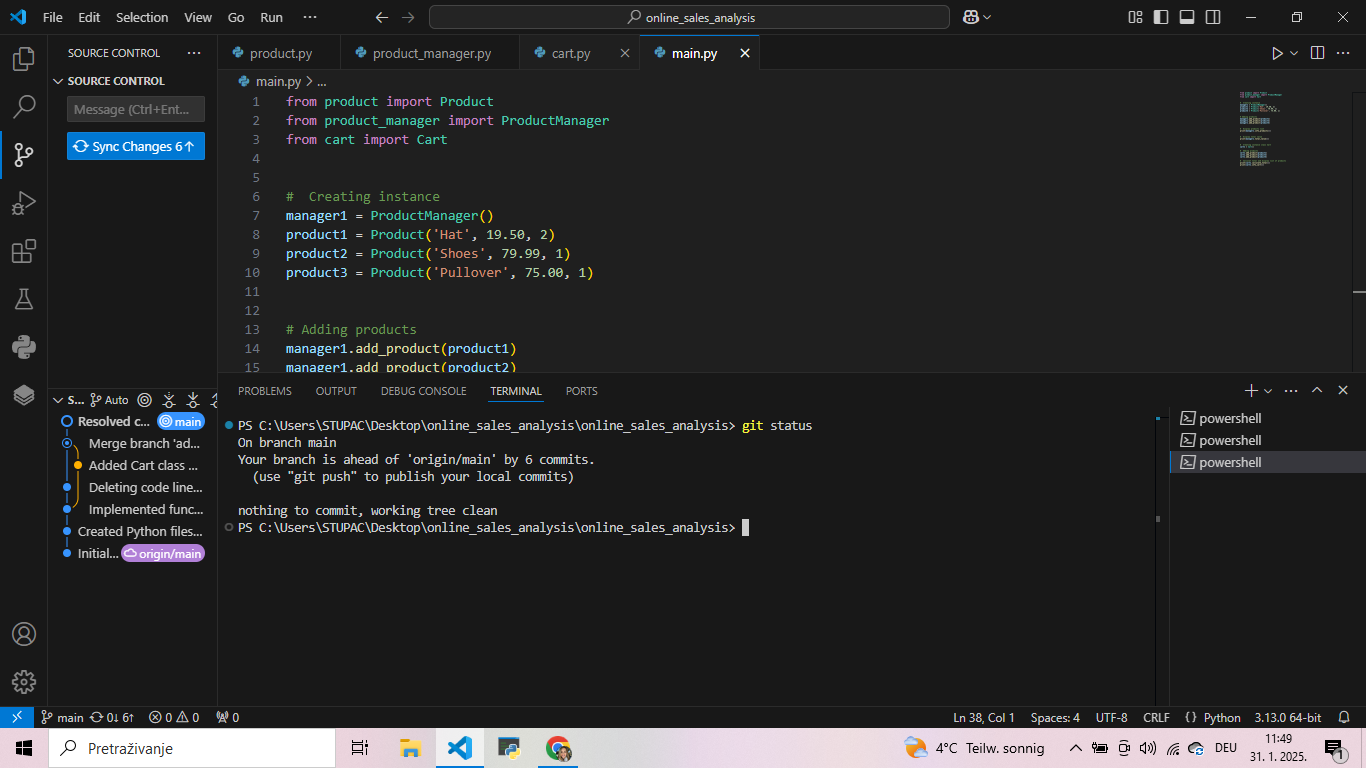 File Edit Selection View Go Run ··· online_sales_analysis
SOURCE CONTROL ···
SOURCE CONTROL
Message (Ctrl+Ent...
Sync Changes 6↑
product.py product_manager.py cart.py main.py
main.py > ...
1 from product import Product
2 from product_manager import ProductManager
3 from cart import Cart
4
5
6 #  Creating instance
7 manager1 = ProductManager()
8 product1 = Product('Hat', 19.50, 2)
9 product2 = Product('Shoes', 79.99, 1)
10 product3 = Product('Pullover', 75.00, 1)
11
12
13 # Adding products
14 manager1.add_product(product1)
15 manager1.add_product(product2)
S... Auto
Resolved c... main
Merge branch 'ad...
Added Cart class ...
Deleting code line...
Implemented func...
Created Python files...
Initial... origin/main
PROBLEMS OUTPUT DEBUG CONSOLE TERMINAL PORTS
PS C:\Users\STUPAC\Desktop\online_sales_analysis\online_sales_analysis> git status
On branch main
Your branch is ahead of 'origin/main' by 6 commits.
  (use "git push" to publish your local commits)
nothing to commit, working tree clean
PS C:\Users\STUPAC\Desktop\online_sales_analysis\online_sales_analysis>
powershell
powershell
powershell
main 0↓ 6↑ 0 0 0 Ln 38, Col 1 Spaces: 4 UTF-8 CRLF {} Python 3.13.0 64-bit
Pretraživanje 4°C Teilw. sonnig DEU 11:49
31. 1. 2025. 1